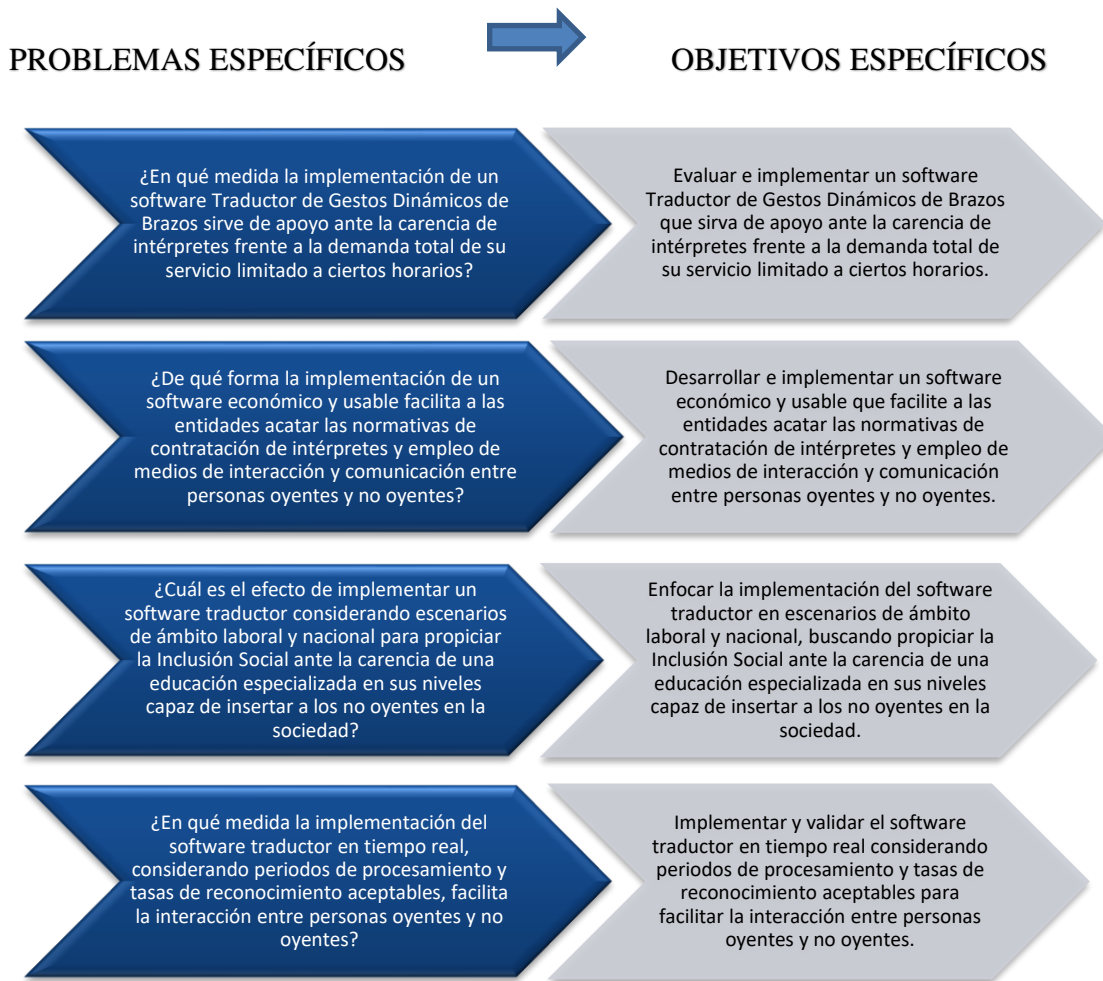 PROBLEMAS ESPECÍFICOS
OBJETIVOS ESPECÍFICOS
¿En qué medida la implementación de un
software Traductor de Gestos Dinámicos de
Brazos sirve de apoyo ante la carencia de
intérpretes frente a la demanda total de su
servicio limitado a ciertos horarios?
Evaluar e implementar un software
Traductor de Gestos Dinámicos de Brazos
que sirva de apoyo ante la carencia de
intérpretes frente a la demanda total de
su servicio limitado a ciertos horarios.
¿De qué forma la implementación de un
software económico y usable facilita a las
entidades acatar las normativas de
contratación de intérpretes y empleo de
medios de interacción y comunicación entre
personas oyentes y no oyentes?
Desarrollar e implementar un software
económico y usable que facilite a las
entidades acatar las normativas de
contratación de intérpretes y empleo de
medios de interacción y comunicación
entre personas oyentes y no oyentes.
¿Cuál es el efecto de implementar un
software traductor considerando escenarios
de ámbito laboral y nacional para propiciar
la Inclusión Social ante la carencia de una
educación especializada en sus niveles
capaz de insertar a los no oyentes en la
sociedad?
Enfocar la implementación del software
traductor en escenarios de ámbito
laboral y nacional, buscando propiciar la
Inclusión Social ante la carencia de una
educación especializada en sus niveles
capaz de insertar a los no oyentes en la
sociedad.
¿En qué medida la implementación del
software traductor en tiempo real,
considerando periodos de procesamiento y
tasas de reconocimiento aceptables, facilita
la interacción entre personas oyentes y no
oyentes?
Implementar y validar el software
traductor en tiempo real considerando
periodos de procesamiento y tasas de
reconocimiento aceptables para
facilitar la interacción entre personas
oyentes y no oyentes.